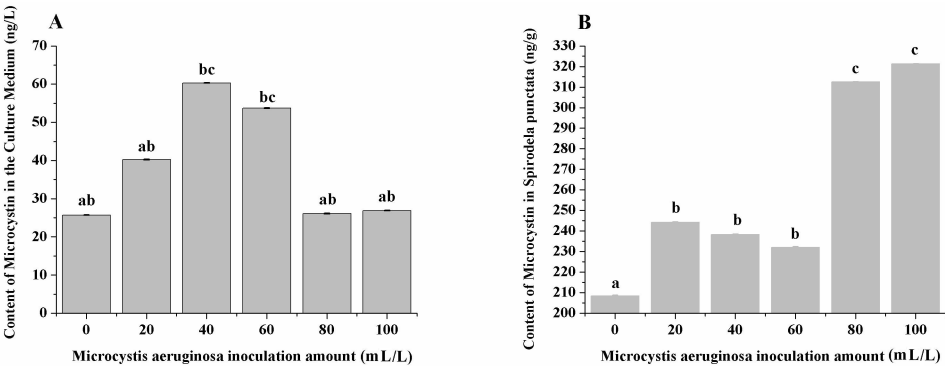 A
Content of Microcystin in the Culture Medium (ng/L)
70
60
50
40
30
20
10
0
ab
ab
bc
bc
ab
ab
0 20 40 60 80 100
Microcystis aeruginosa inoculation amount (mL/L)
B
Content of Microcystin in Spirodela punctata (ng/g)
330
320
310
300
290
280
270
260
250
240
230
220
210
200
a
b
b
b
c
c
0 20 40 60 80 100
Microcystis aeruginosa inoculation amount (mL/L)